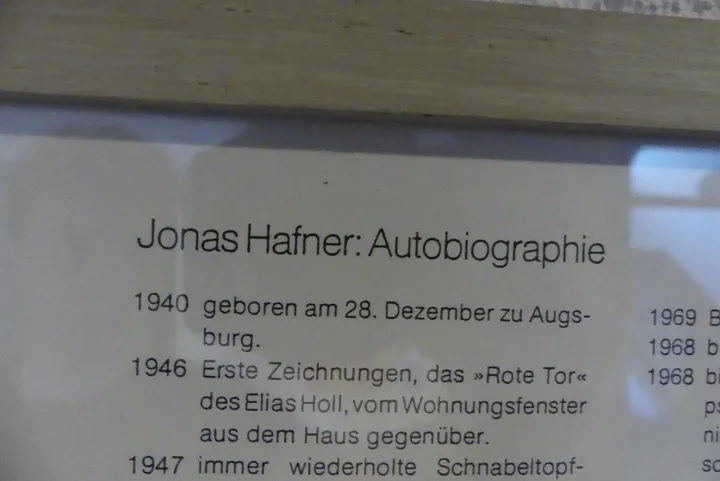 Jonas Hafner: Autobiographie
1940 geboren am 28. Dezember zu Augs-
burg.
1946 Erste Zeichnungen, das »Rote Tor«
des Elias Holl, vom Wohnungsfenster
aus dem Haus gegenüber.
1947 immer wiederholte Schnabeltopf-
1969
1968
1968